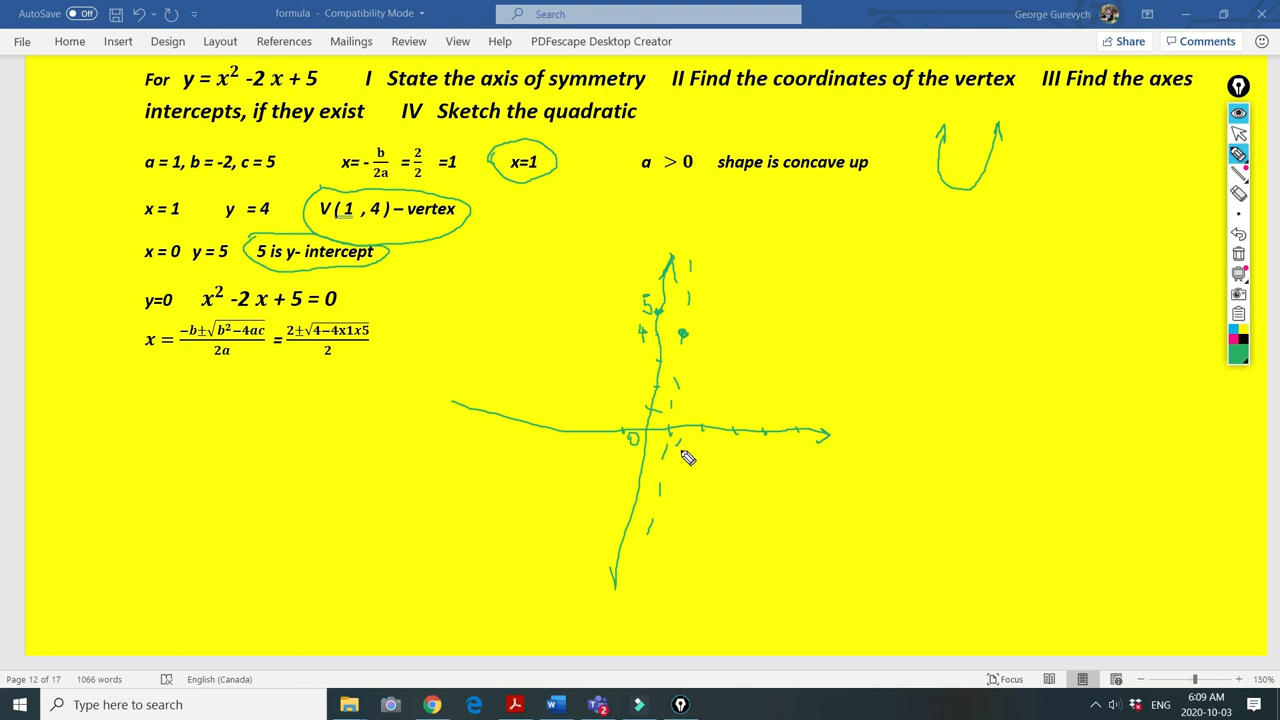 AutoSave Off formula - Compatibility Mode Search George Gurevych
File Home Insert Design Layout References Mailings Review View Help PDFescape Desktop Creator Share Comments
For y = x² -2 x + 5 I State the axis of symmetry II Find the coordinates of the vertex III Find the axes
intercepts, if they exist IV Sketch the quadratic
a = 1, b = -2, c = 5 x= - b/2a = 2/2 =1 x=1 a > 0 shape is concave up
x = 1 y = 4 V ( 1 , 4 ) – vertex
x = 0 y = 5 5 is y- intercept
y=0 x² -2 x + 5 = 0
x = −b±√b²−4ac/2a = 2±√4−4x1x5/2
5
4
0
Page 12 of 17 1066 words English (Canada) Focus 150%
Type here to search 2 ENG 6:09 AM
2020-10-03